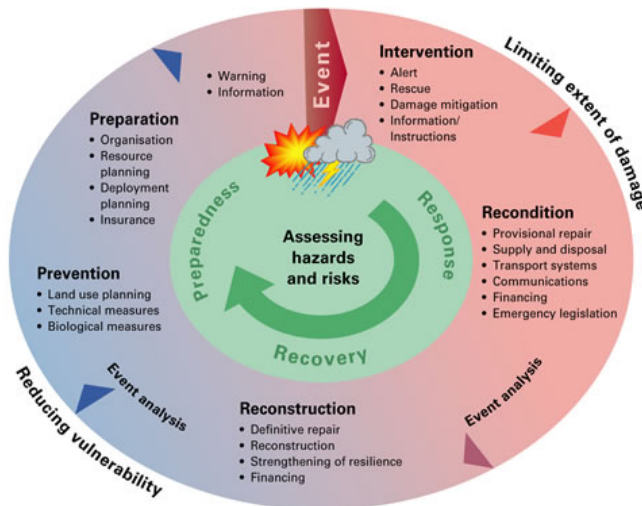 Event
Intervention
• Alert
• Rescue
• Damage mitigation
• Information/
Instructions
Limiting extent of damage
Recondition
• Provisional repair
• Supply and disposal
• Transport systems
• Communications
• Financing
• Emergency legislation
Event analysis
Reconstruction
• Definitive repair
• Reconstruction
• Strengthening of resilience
• Financing
Event analysis
Reducing vulnerability
Prevention
• Land use planning
• Technical measures
• Biological measures
Preparation
• Organisation
• Resource
planning
• Deployment
planning
• Insurance
• Warning
• Information
Preparedness
Response
Recovery
Assessing
hazards
and risks